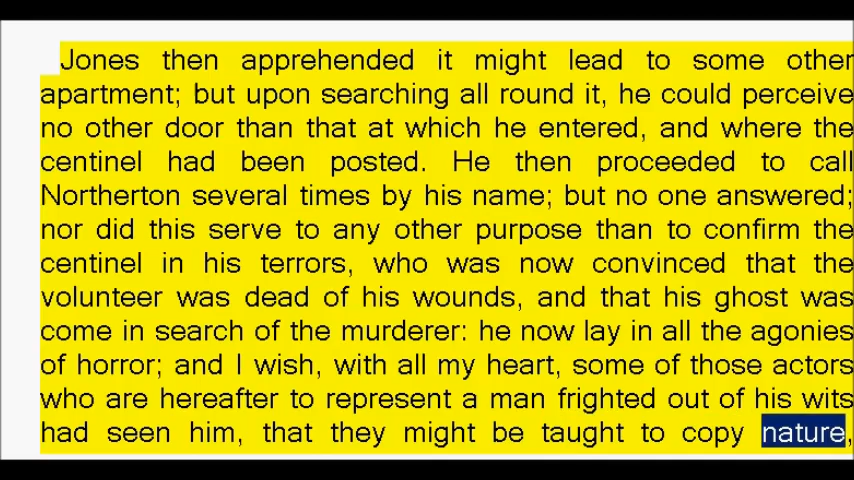 Jones then apprehended it might lead to some other
apartment; but upon searching all round it, he could perceive
no other door than that at which he entered, and where the
centinel had been posted. He then proceeded to call
Northerton several times by his name; but no one answered;
nor did this serve to any other purpose than to confirm the
centinel in his terrors, who was now convinced that the
volunteer was dead of his wounds, and that his ghost was
come in search of the murderer: he now lay in all the agonies
of horror; and I wish, with all my heart, some of those actors
who are hereafter to represent a man frighted out of his wits
had seen him, that they might be taught to copy nature,